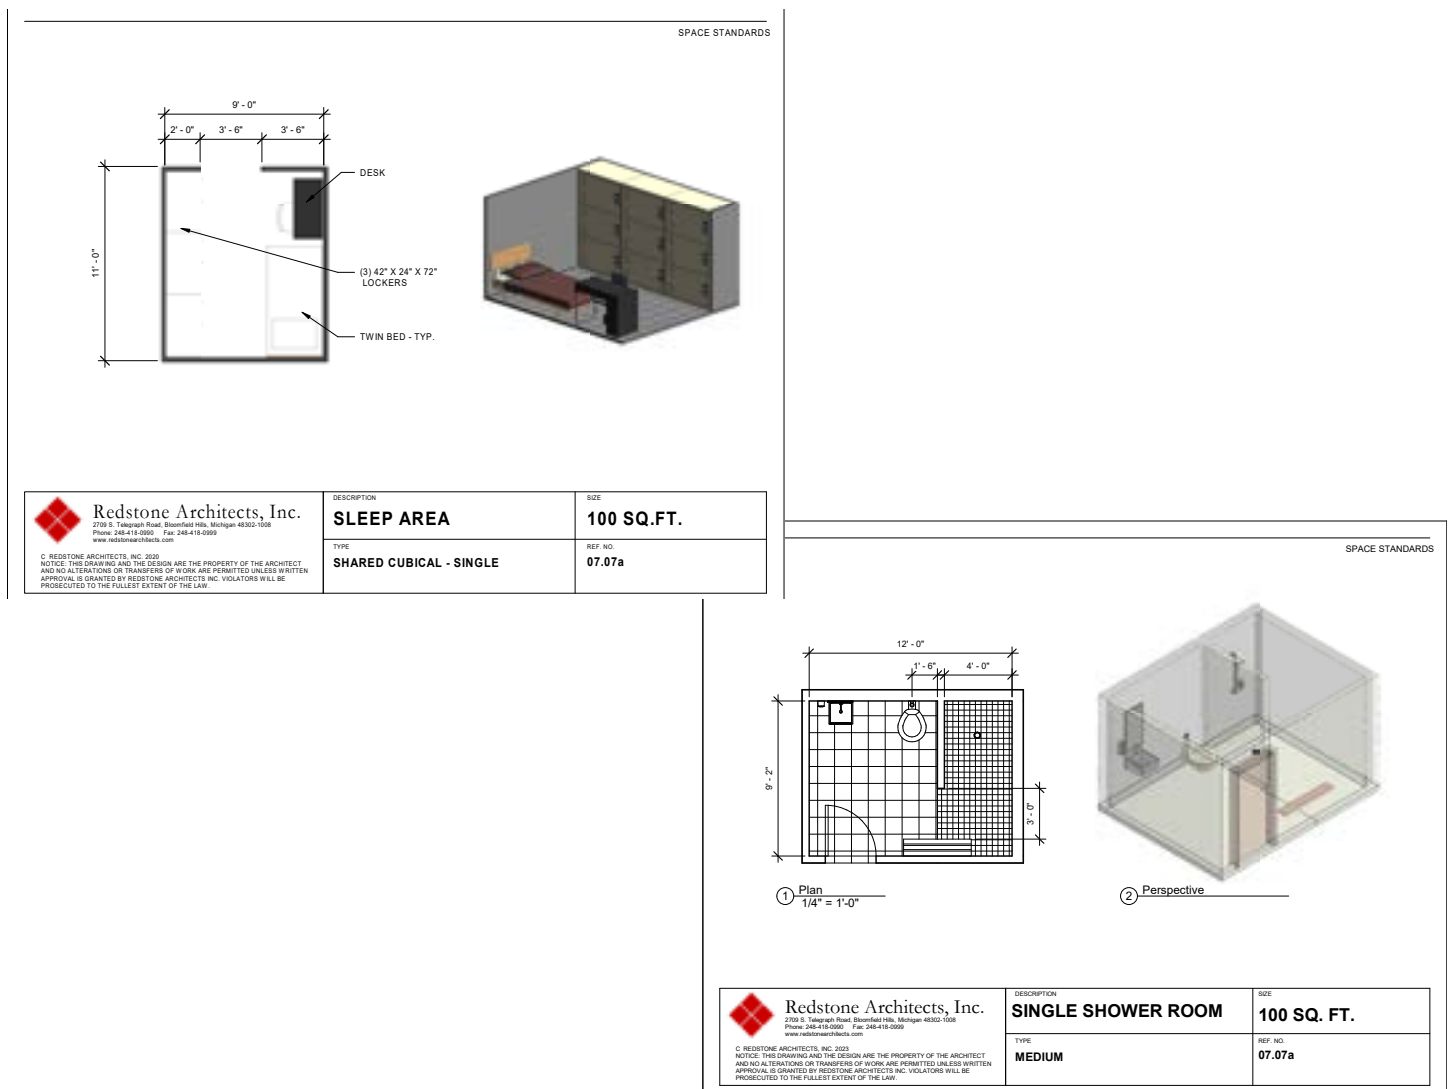 SPACE STANDARDS
9' - 0"
2' - 0"
3' - 6"
3' - 6"
DESK
11' - 0"
(3) 42" X 24" X 72"
LOCKERS
TWIN BED - TYP.
Redstone Architects, Inc.
2709 S. Telegraph Road, Bloomfield Hills, Michigan 48302-1008
Phone: 248-418-0990 Fax: 248-418-0999
www.redstonearchitects.com
C REDSTONE ARCHITECTS, INC. 2020
NOTICE: THIS DRAWING AND THE DESIGN ARE THE PROPERTY OF THE ARCHITECT
AND NO ALTERATIONS OR TRANSFERS OF WORK ARE PERMITTED UNLESS WRITTEN
APPROVAL IS GRANTED BY REDSTONE ARCHITECTS INC. VIOLATORS WILL BE
PROSECUTED TO THE FULLEST EXTENT OF THE LAW.
DESCRIPTION
SLEEP AREA
SIZE
100 SQ.FT.
TYPE
SHARED CUBICAL - SINGLE
REF. NO.
07.07a
SPACE STANDARDS
12' - 0"
1' - 6"
4' - 0"
9' - 2"
3' - 0"
1 Plan
1/4" = 1'-0"
2 Perspective
Redstone Architects, Inc.
2709 S. Telegraph Road, Bloomfield Hills, Michigan 48302-1008
Phone: 248-418-0990 Fax: 248-418-0999
www.redstonearchitects.com
C REDSTONE ARCHITECTS, INC. 2023
NOTICE: THIS DRAWING AND THE DESIGN ARE THE PROPERTY OF THE ARCHITECT
AND NO ALTERATIONS OR TRANSFERS OF WORK ARE PERMITTED UNLESS WRITTEN
APPROVAL IS GRANTED BY REDSTONE ARCHITECTS INC. VIOLATORS WILL BE
PROSECUTED TO THE FULLEST EXTENT OF THE LAW.
DESCRIPTION
SINGLE SHOWER ROOM
SIZE
100 SQ. FT.
TYPE
MEDIUM
REF. NO.
07.07a